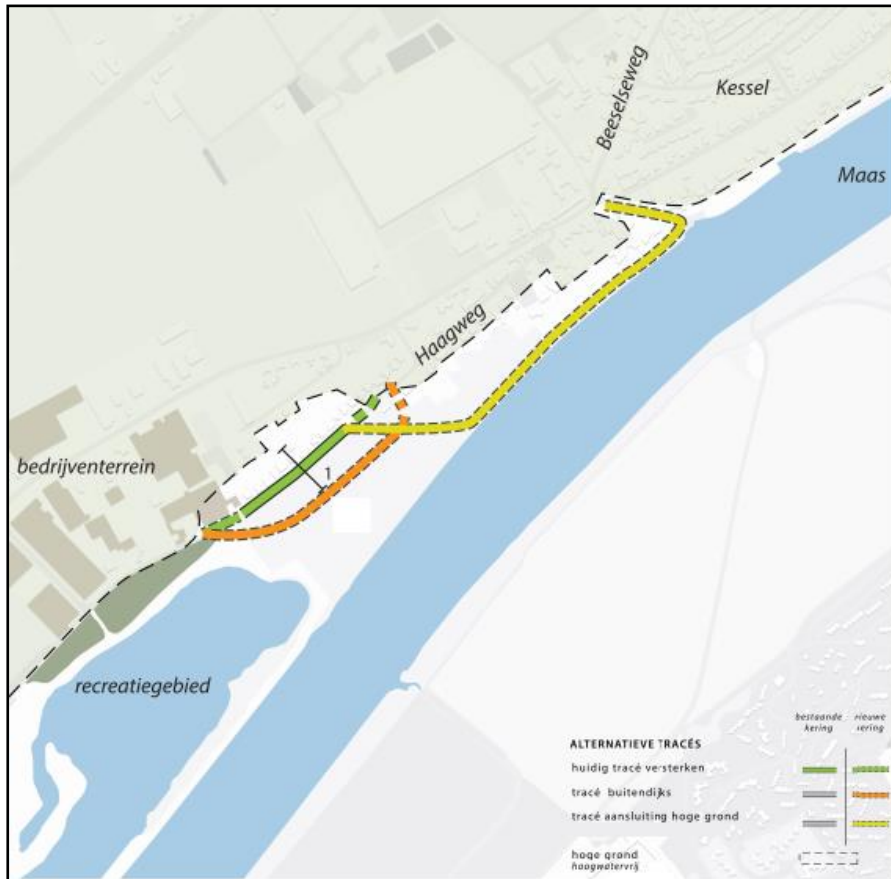 Kessel
Beeselseweg
Maas
Haagweg
bedrijventerrein
1
recreatiegebied
bestaande kering
nieuwe kering
ALTERNATIEVE TRACÉS
huidig tracé versterken
tracé buitendijks
tracé aansluiting hoge grond
hoge grond
hoogwatervrij